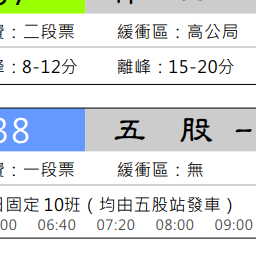 費：二段票 緩衝區：高公局
峰：8-12分 離峰：15-20分
88 五 股 -
費：一段票 緩衝區：無
日固定 10班（均由五股站發車）
00 06:40 07:20 08:00 09:00